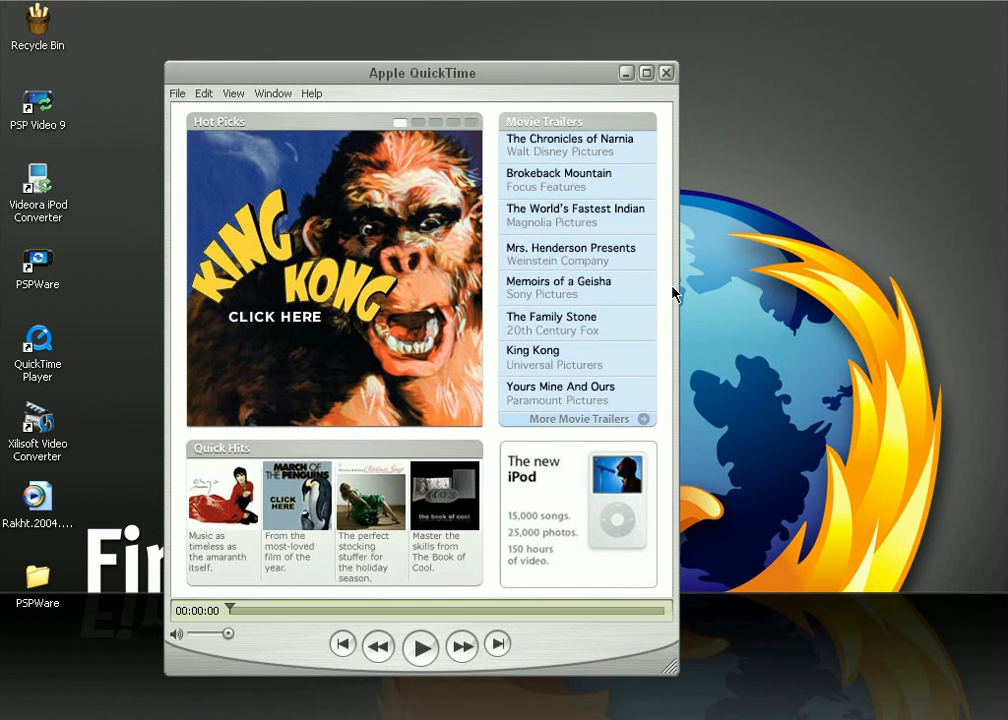 Recycle Bin
PSP Video 9
Videora iPod
Converter
PSPWare
QuickTime
Player
Xilisoft Video
Converter
Rakht.2004....
PSPWare
Apple QuickTime
File Edit View Window Help
Hot Picks
KING
KONG
CLICK HERE
Movie Trailers
The Chronicles of Narnia
Walt Disney Pictures
Brokeback Mountain
Focus Features
The World's Fastest Indian
Magnolia Pictures
Mrs. Henderson Presents
Weinstein Company
Memoirs of a Geisha
Sony Pictures
The Family Stone
20th Century Fox
King Kong
Universal Picturers
Yours Mine And Ours
Paramount Pictures
More Movie Trailers
Quick Hits
enya
MARCH OF
THE PENGUINS
CLICK
HERE
the book of cool
Music as
timeless as
the amaranth
itself.
From the
most-loved
film of the
year.
The perfect
stocking
stuffer for
the holiday
season.
Master the
skills from
The Book of
Cool.
The new
iPod
15,000 songs.
25,000 photos.
150 hours
of video.
00:00:00
Fir